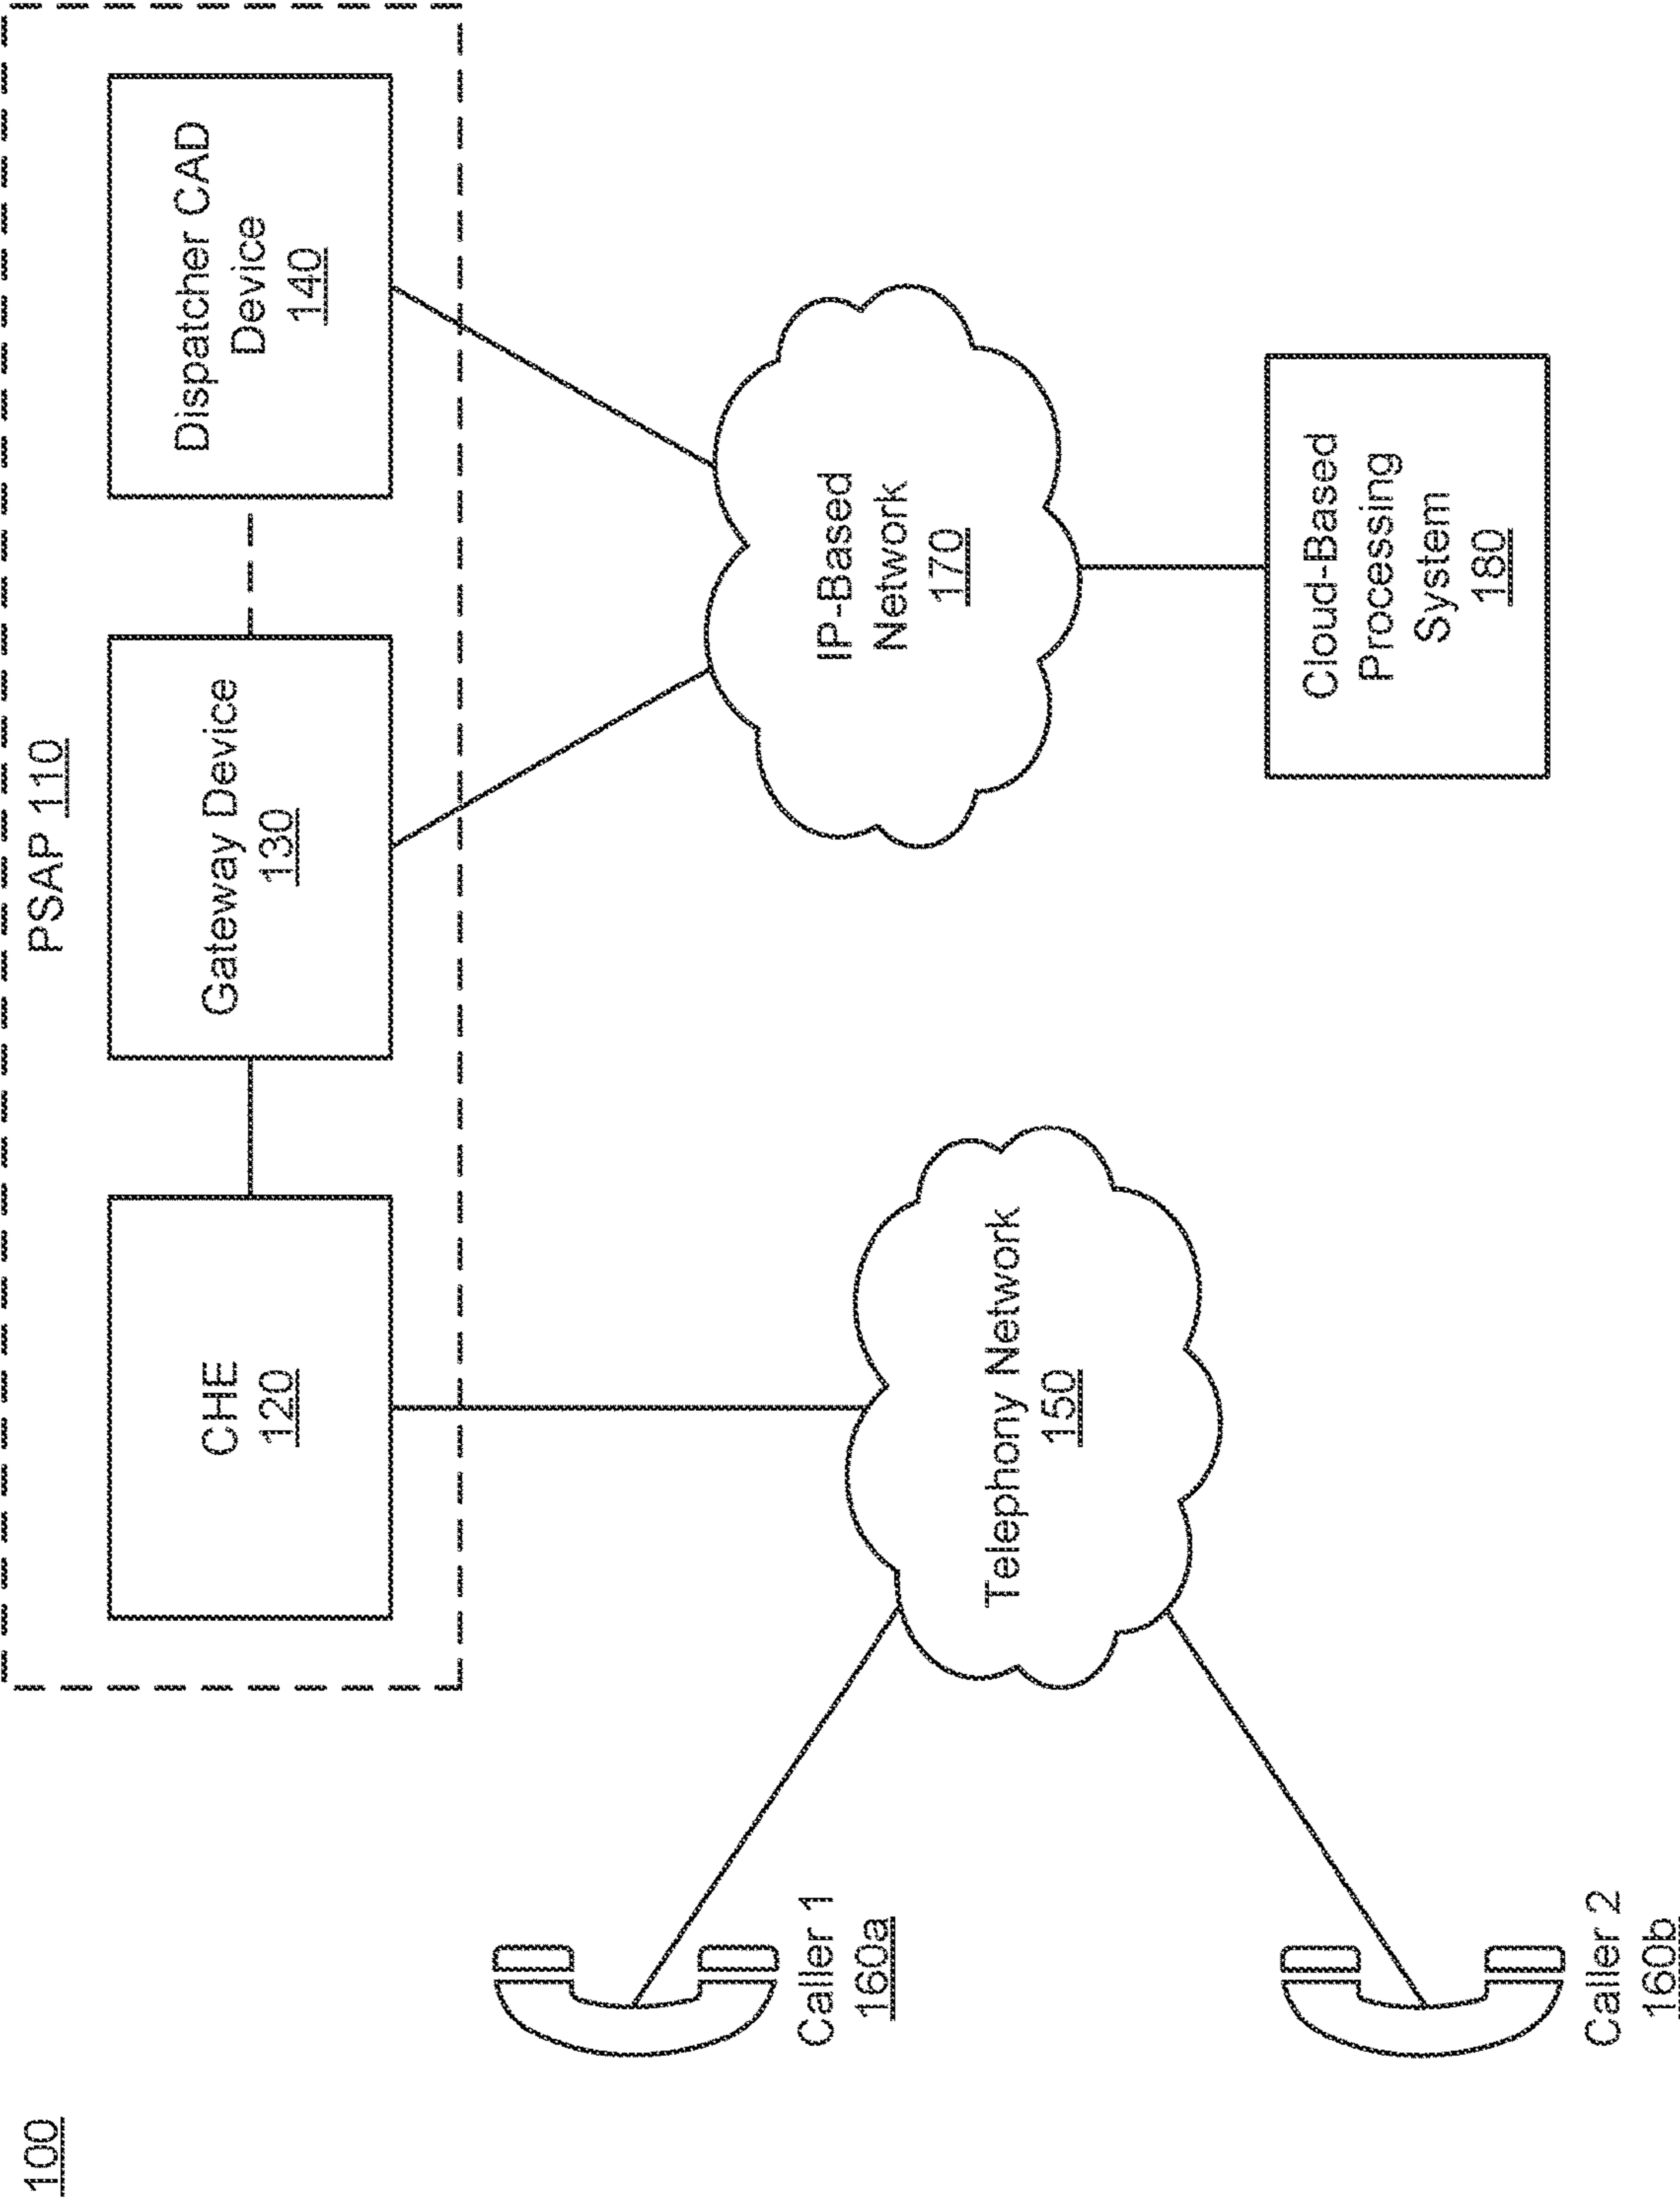 100
PSAP 110
CHE
120
Gateway Device
130
Dispatcher CAD
Device
140
Caller 1
160a
Telephony Network
150
IP-Based
Network
170
Caller 2
160b
Cloud-Based
Processing
System
180